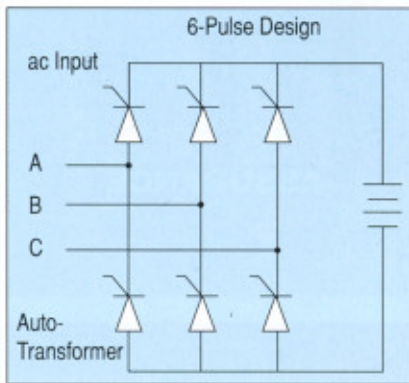 6-Pulse Design
ac Input
A
B
C
Auto-
Transformer